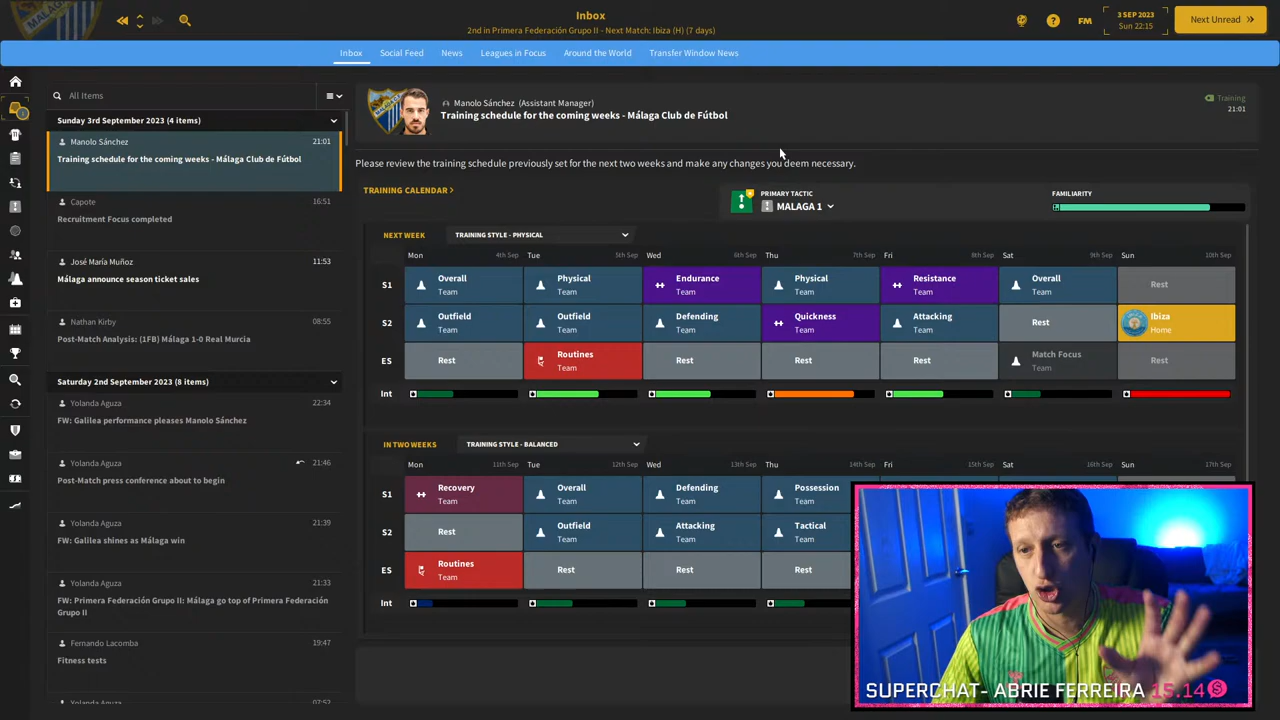 Inbox
2nd in Primera Federación Grupo II - Next Match: Ibiza (H) (7 days)
FM
3 SEP 2023
Sun 22:15
Next Unread
Inbox Social Feed News Leagues in Focus Around the World Transfer Window News
All Items
Sunday 3rd September 2023 (4 items)
Manolo Sánchez 21:01
Training schedule for the coming weeks - Málaga Club de Fútbol
Capote 16:51
Recruitment Focus completed
José María Muñoz 11:53
Málaga announce season ticket sales
Nathan Kirby 08:55
Post-Match Analysis: (1FB) Málaga 1-0 Real Murcia
Saturday 2nd September 2023 (8 items)
Yolanda Aguza 22:34
FW: Galilea performance pleases Manolo Sánchez
Yolanda Aguza 21:46
Post-Match press conference about to begin
Yolanda Aguza 21:39
FW: Galilea shines as Málaga win
Yolanda Aguza 21:33
FW: Primera Federación Grupo II: Málaga go top of Primera Federación
Grupo II
Fernando Lacomba 19:47
Fitness tests
Yolanda Aguza 07:52
Manolo Sánchez (Assistant Manager)
Training schedule for the coming weeks - Málaga Club de Fútbol
Training
21:01
Please review the training schedule previously set for the next two weeks and make any changes you deem necessary.
TRAINING CALENDAR >
PRIMARY TACTIC
MALAGA 1
FAMILIARITY
NEXT WEEK TRAINING STYLE - PHYSICAL
Mon 4th Sep Tue 5th Sep Wed 6th Sep Thu 7th Sep Fri 8th Sep Sat 9th Sep Sun 10th Sep
S1 Overall Team Physical Team Endurance Team Physical Team Resistance Team Overall Team Rest
S2 Outfield Team Outfield Team Defending Team Quickness Team Attacking Team Rest Ibiza Home
ES Rest Routines Team Rest Rest Rest Match Focus Team Rest
Int
IN TWO WEEKS TRAINING STYLE - BALANCED
Mon 11th Sep Tue 12th Sep Wed 13th Sep Thu 14th Sep Fri 15th Sep Sat 16th Sep Sun 17th Sep
S1 Recovery Team Overall Team Defending Team Possession Team
S2 Rest Outfield Team Attacking Team Tactical Team
ES Routines Team Rest Rest Rest
Int
SUPERCHAT- ABRIE FERREIRA 15.14